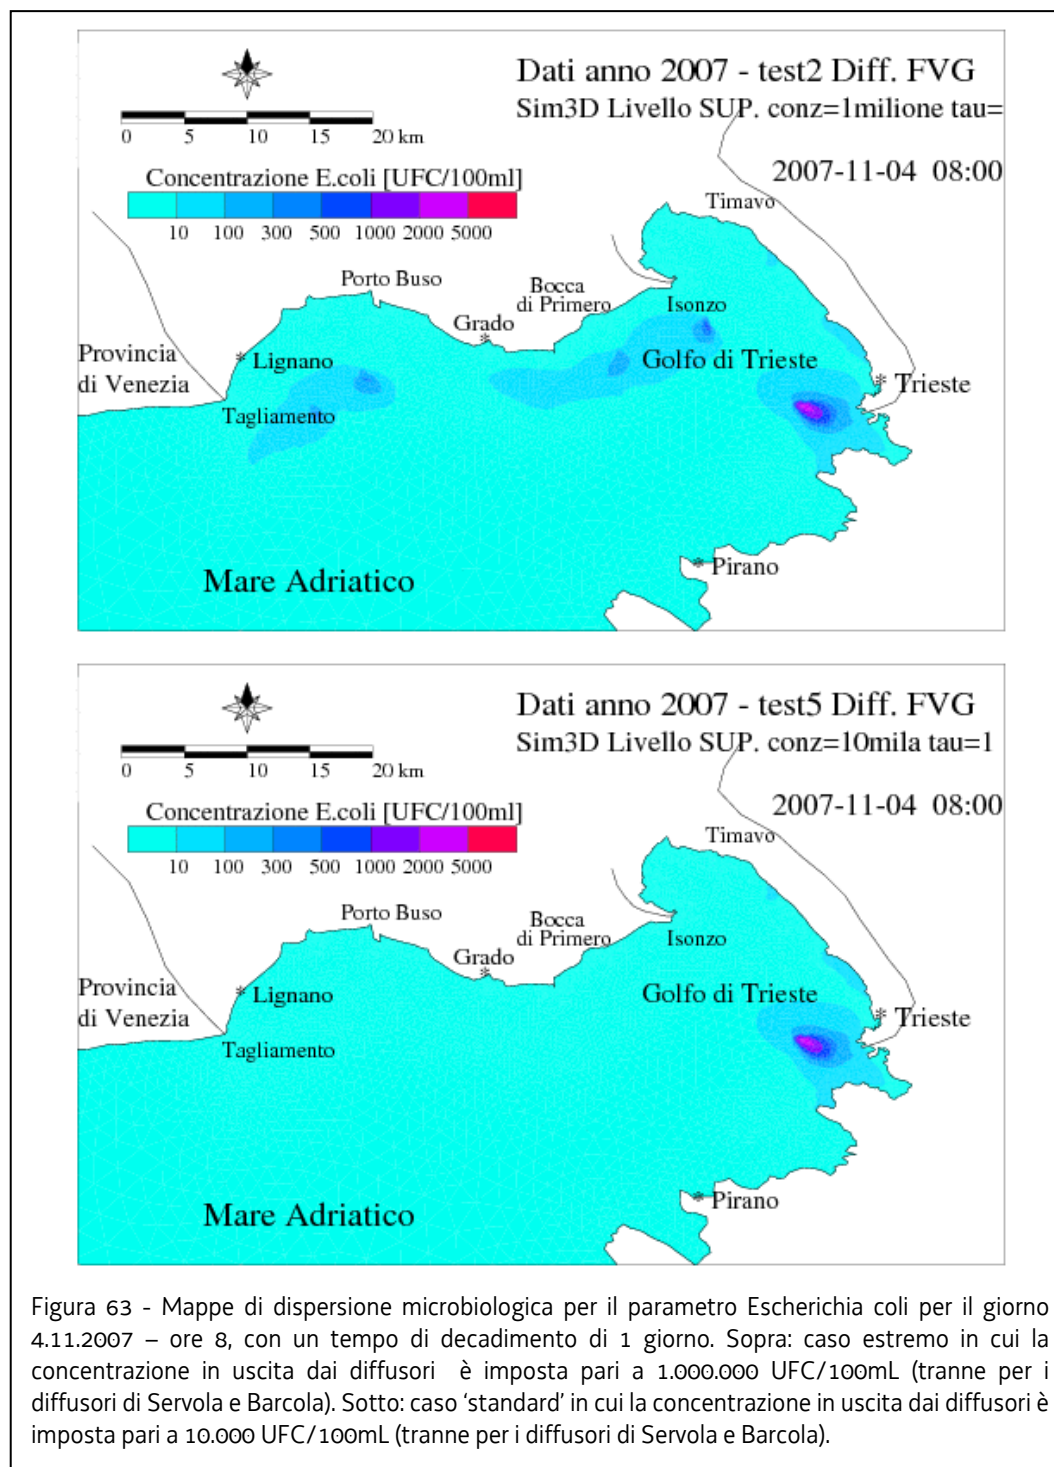 Dati anno 2007 - test2 Diff. FVG
Sim3D Livello SUP. conz=1milione tau=
2007-11-04 08:00
0 5 10 15 20 km
Concentrazione E.coli [UFC/100ml]
10 100 300 500 1000 2000 5000
Timavo
Porto Buso
Bocca
di Primero
Isonzo
Grado
*
Provincia
di Venezia
* Lignano
Golfo di Trieste
* Trieste
Tagliamento
* Pirano
Mare Adriatico
Dati anno 2007 - test5 Diff. FVG
Sim3D Livello SUP. conz=10mila tau=1
2007-11-04 08:00
0 5 10 15 20 km
Concentrazione E.coli [UFC/100ml]
10 100 300 500 1000 2000 5000
Timavo
Porto Buso
Bocca
di Primero
Isonzo
Grado
*
Provincia
di Venezia
* Lignano
Golfo di Trieste
* Trieste
Tagliamento
* Pirano
Mare Adriatico
Figura 63 - Mappe di dispersione microbiologica per il parametro Escherichia coli per il giorno
4.11.2007 – ore 8, con un tempo di decadimento di 1 giorno. Sopra: caso estremo in cui la
concentrazione in uscita dai diffusori è imposta pari a 1.000.000 UFC/100mL (tranne per i
diffusori di Servola e Barcola). Sotto: caso ‘standard’ in cui la concentrazione in uscita dai diffusori è
imposta pari a 10.000 UFC/100mL (tranne per i diffusori di Servola e Barcola).